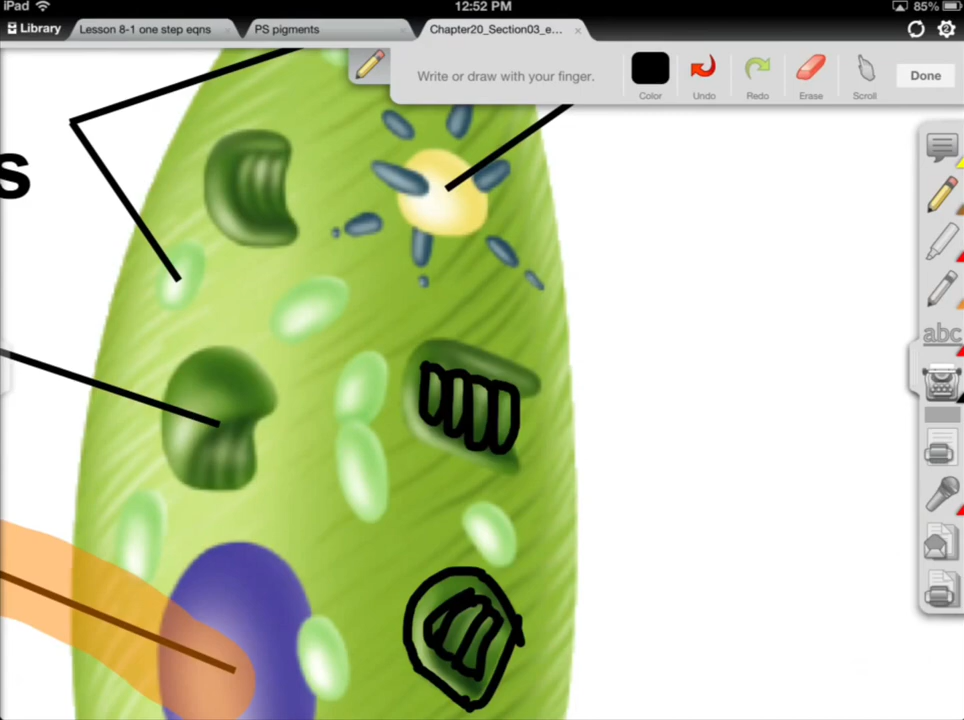 iPad 12:52 PM 85%
Library Lesson 8-1 one step eqns PS pigments Chapter20_Section03_e... 2
Write or draw with your finger. Color Undo Redo Erase Scroll Done
s
abc